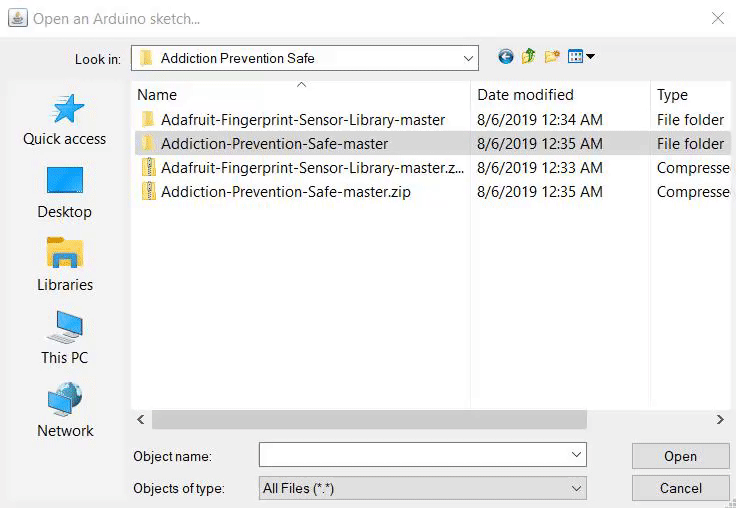 Open an Arduino sketch...
Look in: Addiction Prevention Safe
Name Date modified Type
Adafruit-Fingerprint-Sensor-Library-master 8/6/2019 12:34 AM File folder
Addiction-Prevention-Safe-master 8/6/2019 12:35 AM File folder
Adafruit-Fingerprint-Sensor-Library-master.z... 8/6/2019 12:33 AM Compresse
Addiction-Prevention-Safe-master.zip 8/6/2019 12:35 AM Compresse
Quick access
Desktop
Libraries
This PC
Network
Object name: Open
Objects of type: All Files (*.*) Cancel